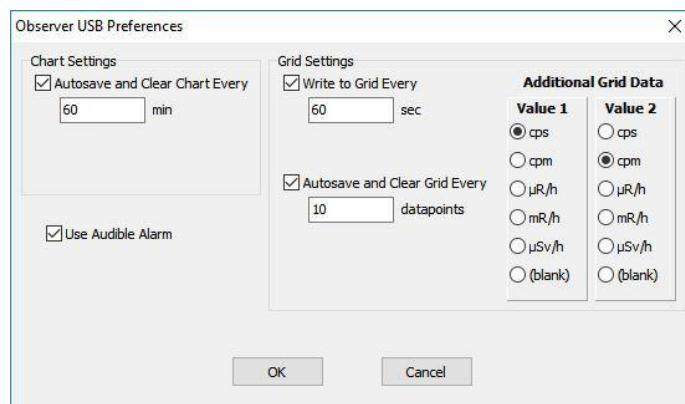 Observer USB Preferences
Chart Settings
Autosave and Clear Chart Every
60 min
Use Audible Alarm
Grid Settings
Write to Grid Every
60 sec
Autosave and Clear Grid Every
10 datapoints
Additional Grid Data
Value 1
cps
cpm
µR/h
mR/h
µSv/h
(blank)
Value 2
cps
cpm
µR/h
mR/h
µSv/h
(blank)
OK Cancel